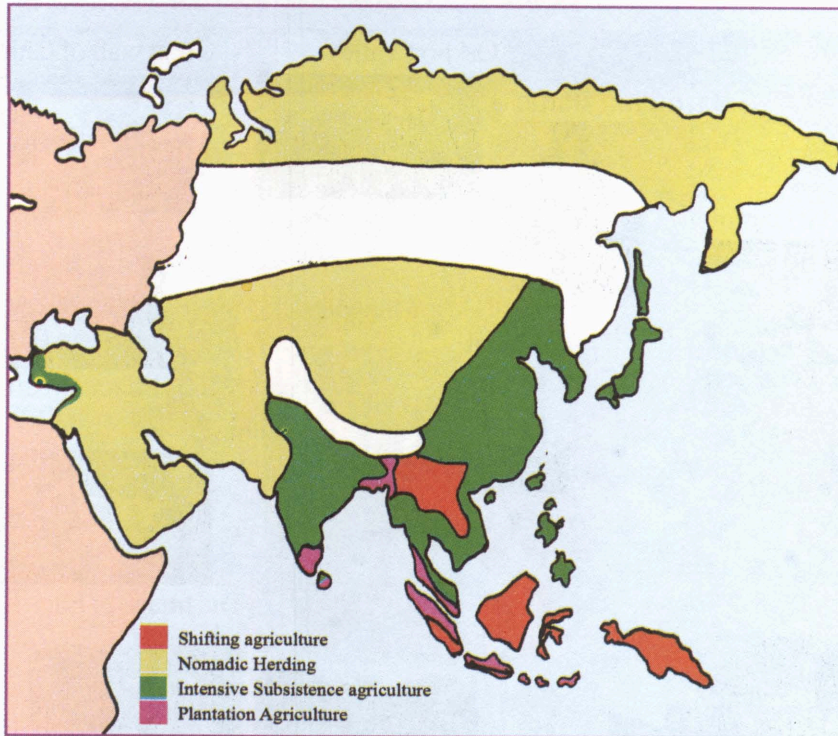 Shifting agriculture
Nomadic Herding
Intensive Subsistence agriculture
Plantation Agriculture